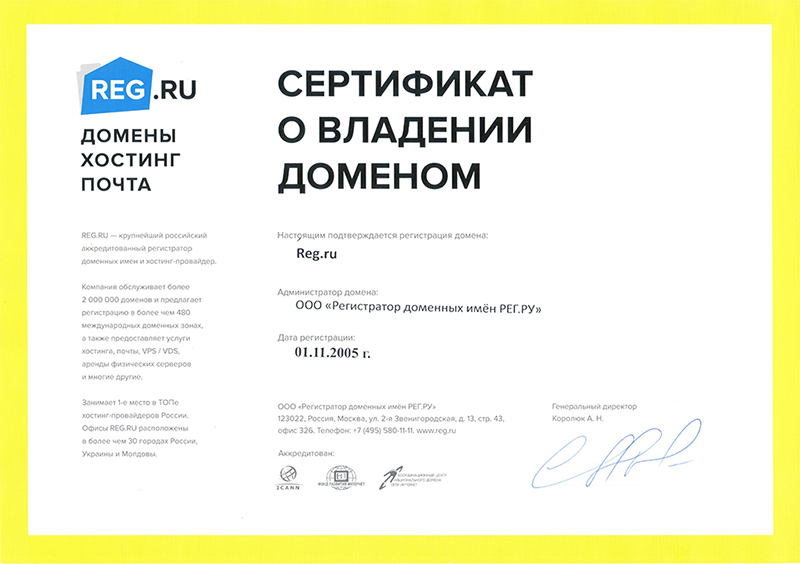 REG.RU
ДОМЕНЫ
ХОСТИНГ
ПОЧТА
REG.RU — крупнейший российский
аккредитованный регистратор
доменных имен и хостинг-провайдер.
Компания обслуживает более
2 000 000 доменов и предлагает
регистрацию в более чем 480
международных доменных зонах,
а также предоставляет услуги
хостинга, почты, VPS / VDS,
аренды физических серверов
и многие другие.
Занимает 1-е место в ТОПе
хостинг-провайдеров России.
Офисы REG.RU расположены
в более чем 30 городах России,
Украины и Молдовы.
СЕРТИФИКАТ
О ВЛАДЕНИИ
ДОМЕНОМ
Настоящим подтверждается регистрация домена:
Reg.ru
Администратор домена:
ООО «Регистратор доменных имён РЕГ.РУ»
Дата регистрации:
01.11.2005 г.
ООО «Регистратор доменных имён РЕГ.РУ»
123022, Россия, Москва, ул. 2-я Звенигородская, д. 13, стр. 43,
офис 326. Телефон: +7 (495) 580-11-11. www.reg.ru
Аккредитован:
ICANN
ФОНД РАЗВИТИЯ ИНТЕРНЕТ
КООРДИНАЦИОННЫЙ ЦЕНТР
НАЦИОНАЛЬНОГО ДОМЕНА
СЕТИ ИНТЕРНЕТ
Генеральный директор
Королюк А. Н.